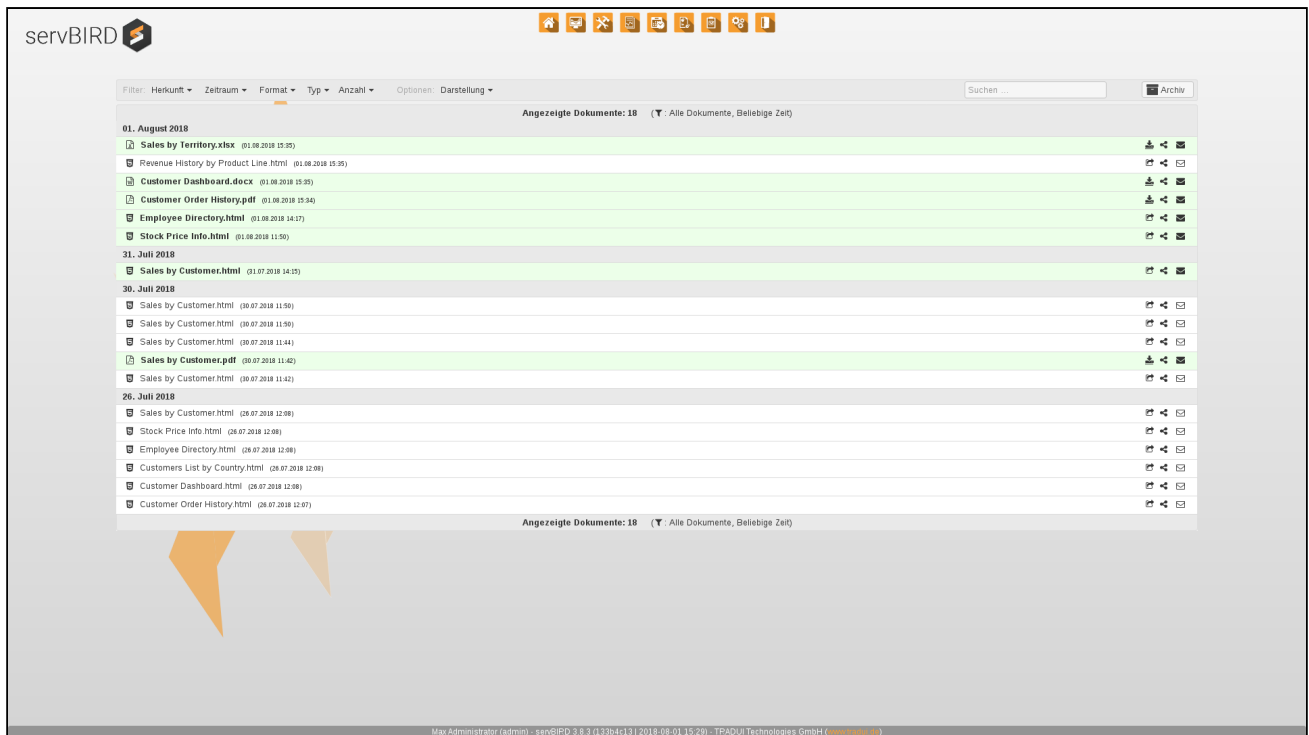 servBIRD
Filter: Herkunft Zeitraum Format Typ Anzahl Optionen: Darstellung Suchen ... Archiv
Angezeigte Dokumente: 18 ( : Alle Dokumente, Beliebige Zeit)
01. August 2018
Sales by Territory.xlsx (01.08.2018 15:35)
Revenue History by Product Line.html (01.08.2018 15:35)
Customer Dashboard.docx (01.08.2018 15:35)
Customer Order History.pdf (01.08.2018 15:34)
Employee Directory.html (01.08.2018 14:17)
Stock Price Info.html (01.08.2018 11:50)
31. Juli 2018
Sales by Customer.html (31.07.2018 14:15)
30. Juli 2018
Sales by Customer.html (30.07.2018 11:50)
Sales by Customer.html (30.07.2018 11:50)
Sales by Customer.html (30.07.2018 11:44)
Sales by Customer.pdf (30.07.2018 11:42)
Sales by Customer.html (30.07.2018 11:42)
26. Juli 2018
Sales by Customer.html (26.07.2018 12:08)
Stock Price Info.html (26.07.2018 12:08)
Employee Directory.html (26.07.2018 12:08)
Customers List by Country.html (26.07.2018 12:08)
Customer Dashboard.html (26.07.2018 12:08)
Customer Order History.html (26.07.2018 12:07)
Angezeigte Dokumente: 18 ( : Alle Dokumente, Beliebige Zeit)
Max Administrator (admin) - servBIRD 3.8.3 (133b4c13 | 2018-08-01 15:29) - TRADUI Technologies GmbH